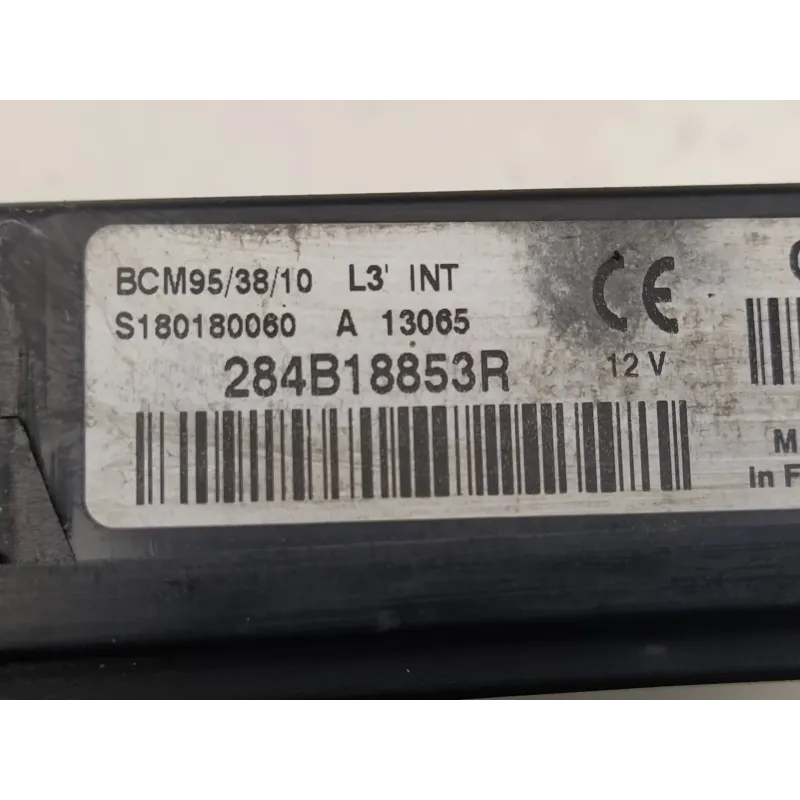 BCM95/38/10 L3' INT
S180180060 A 13065
284B18853R
CE
12 V
In